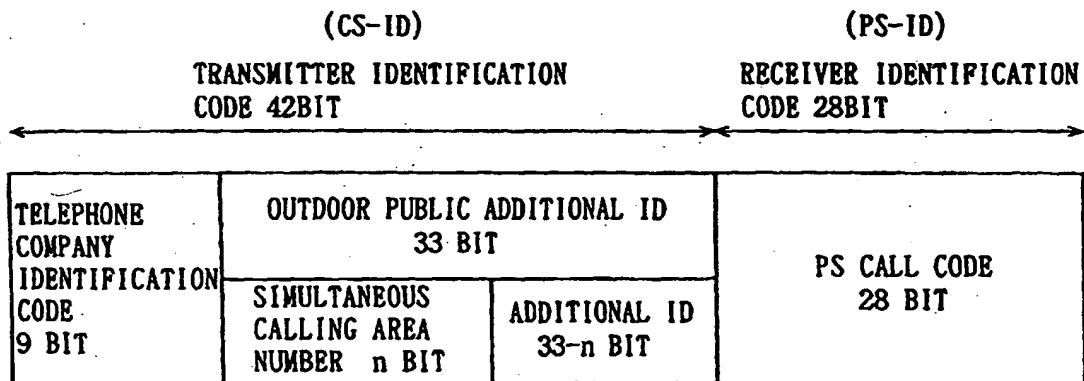 (CS-ID)
TRANSMITTER IDENTIFICATION
CODE 42BIT
(PS-ID)
RECEIVER IDENTIFICATION
CODE 28BIT
TELEPHONE
COMPANY
IDENTIFICATION
CODE
9 BIT
OUTDOOR PUBLIC ADDITIONAL ID
33 BIT
SIMULTANEOUS
CALLING AREA
NUMBER n BIT
ADDITIONAL ID
33-n BIT
PS CALL CODE
28 BIT